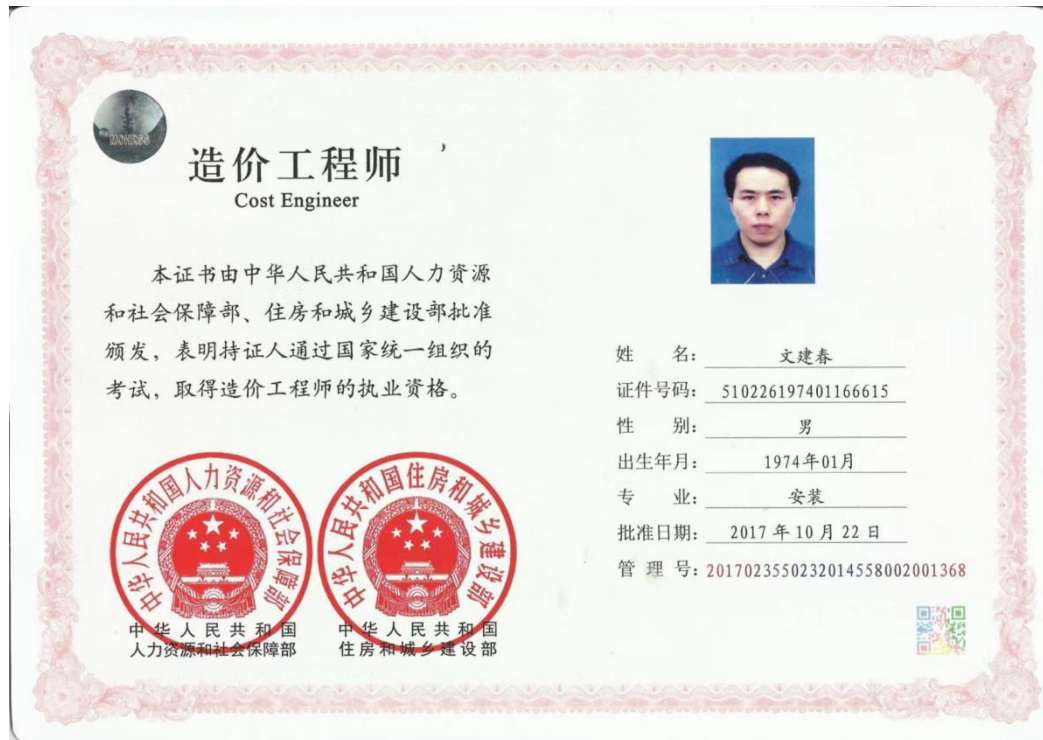 MOHRSS
造价工程师
Cost Engineer
本证书由中华人民共和国人力资源
和社会保障部、住房和城乡建设部批准
颁发，表明持证人通过国家统一组织的
考试，取得造价工程师的执业资格。
中华人民共和国人力资源和社会保障部
中华人民共和国住房和城乡建设部
中华人民共和国
人力资源和社会保障部
中华人民共和国
住房和城乡建设部
姓 名： 文建春
证件号码： 510226197401166615
性 别： 男
出生年月： 1974年01月
专 业： 安装
批准日期： 2017年10月22日
管理号：2017023550232014558002001368